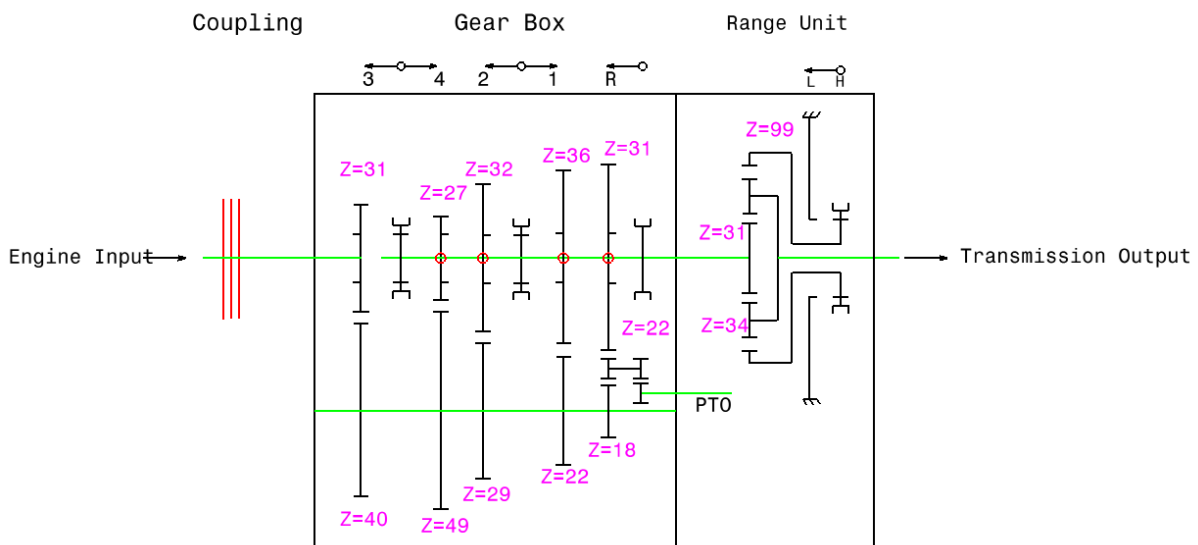 Coupling
Gear Box
Range Unit
3
4
2
1
R
L
H
Z=99
Z=31
Z=36
Z=31
Z=32
Z=27
Z=31
Engine Input
Transmission Output
Z=34
Z=22
PTO
Z=18
Z=22
Z=29
Z=40
Z=49